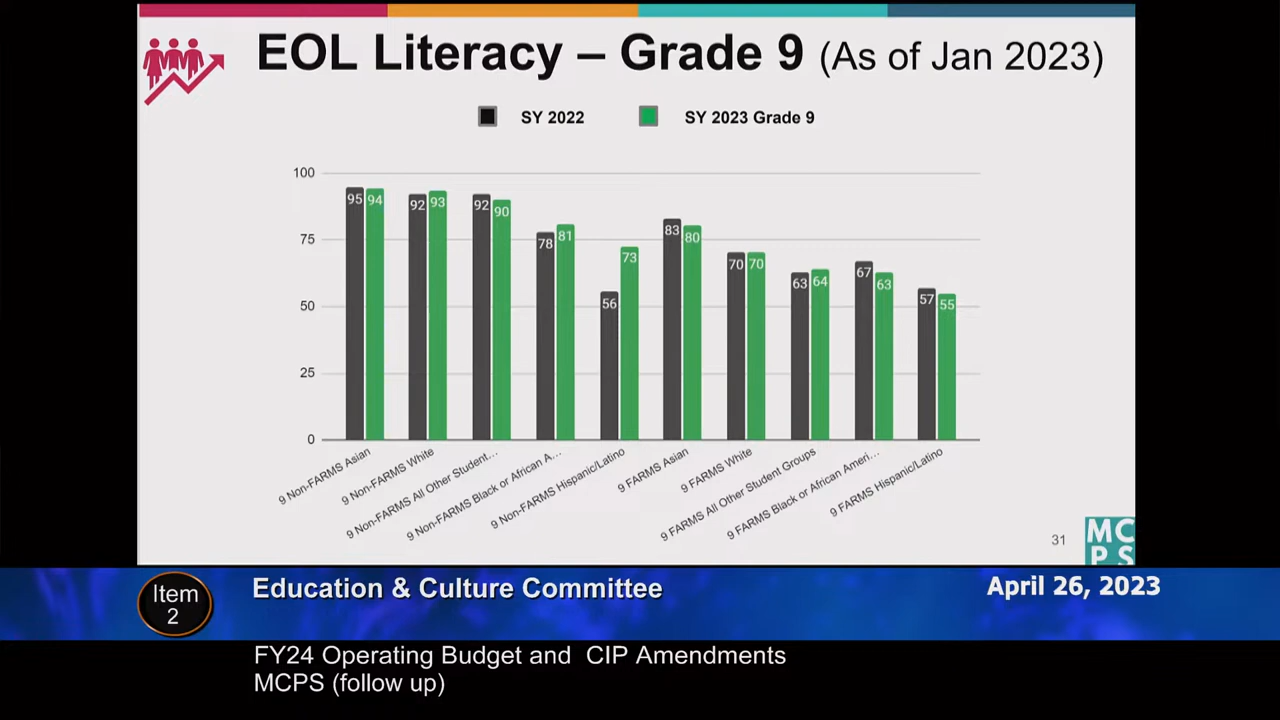 EOL Literacy – Grade 9 (As of Jan 2023)
SY 2022 SY 2023 Grade 9
100
75
50
25
0
95 94 92 93 92 90 78 81 56 73 83 80 70 70 63 64 67 63 57 55
9 Non-FARMS Asian
9 Non-FARMS White
9 Non-FARMS All Other Student...
9 Non-FARMS Black or African A...
9 Non-FARMS Hispanic/Latino
9 FARMS Asian
9 FARMS White
9 FARMS All Other Student Groups
9 FARMS Black or African Ameri...
9 FARMS Hispanic/Latino
31
MC
PS
Item
2
Education & Culture Committee
April 26, 2023
FY24 Operating Budget and CIP Amendments
MCPS (follow up)